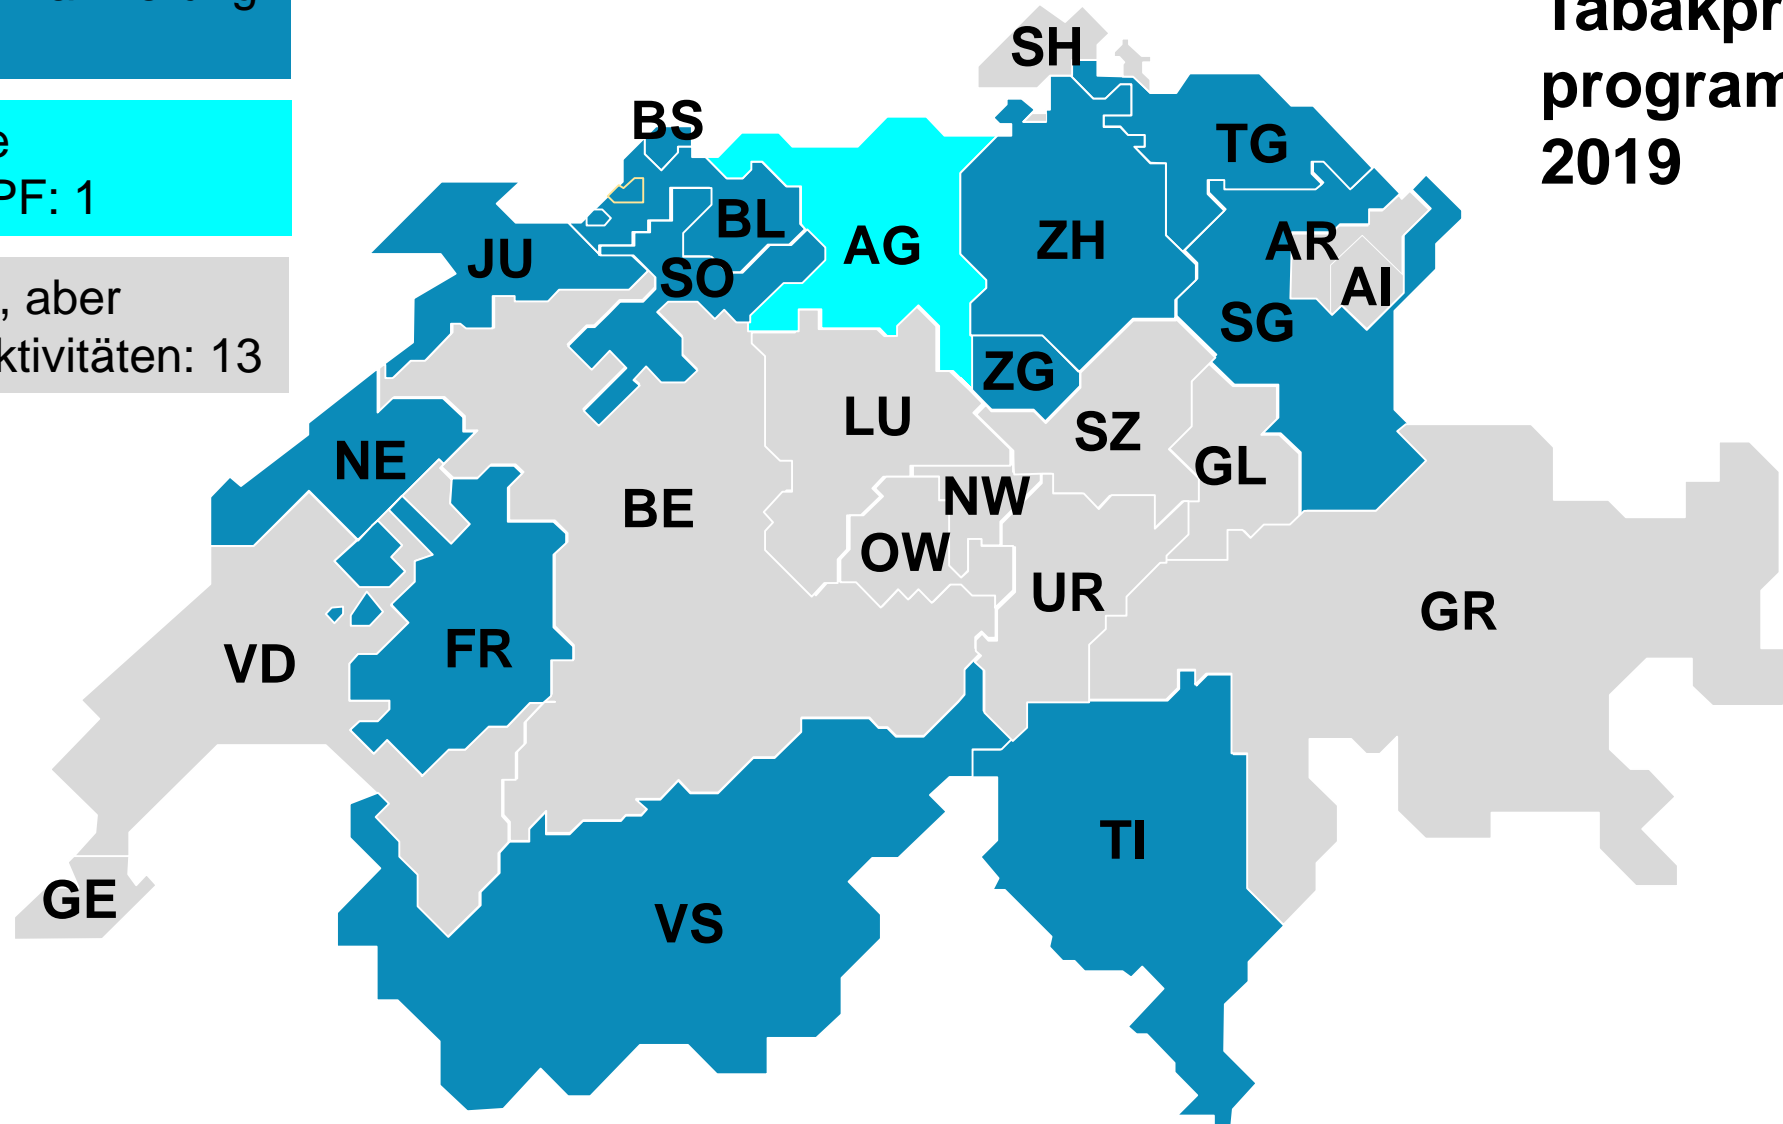 e
PF: 1
, aber
ktivitäten: 13
Tabakpr
program
2019
SH
BS
TG
BL
AG
ZH
AR
JU
SO
AI
SG
ZG
LU
SZ
NE
GL
BE
NW
OW
UR
GR
FR
VD
TI
GE
VS